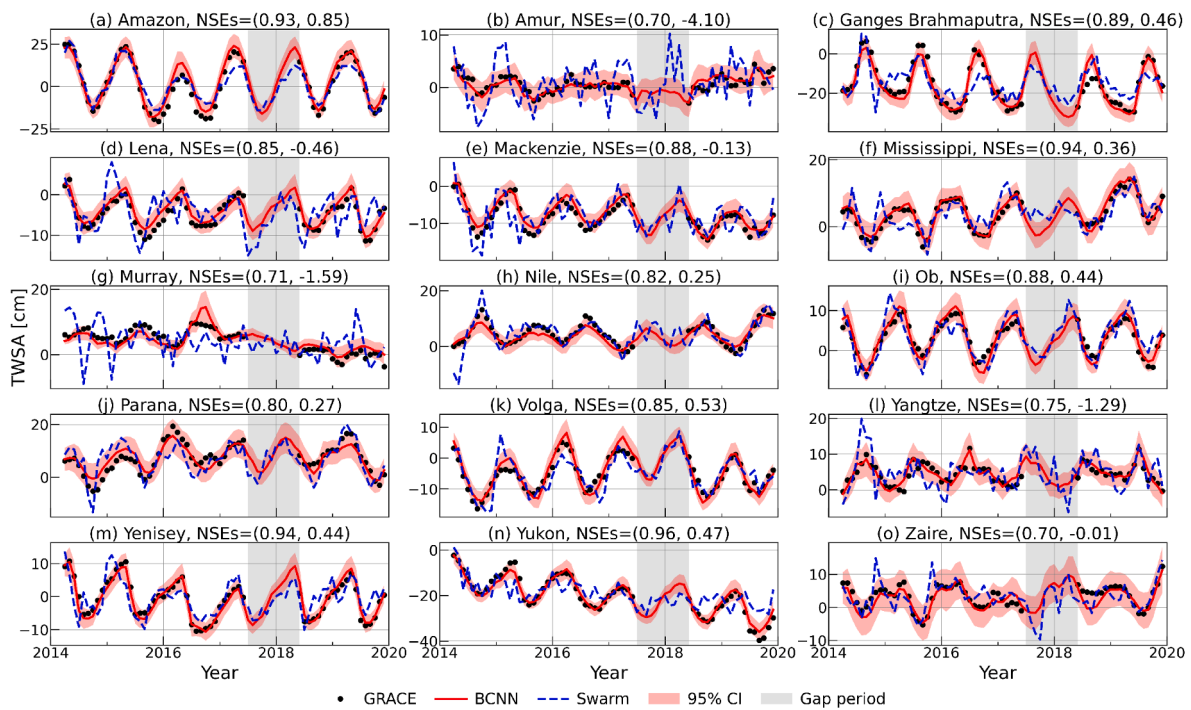 (a) Amazon, NSEs=(0.93, 0.85)
(b) Amur, NSEs=(0.70, -4.10)
(c) Ganges Brahmaputra, NSEs=(0.89, 0.46)
25
0
−25
10
0
0
−20
(d) Lena, NSEs=(0.85, -0.46)
(e) Mackenzie, NSEs=(0.88, -0.13)
(f) Mississippi, NSEs=(0.94, 0.36)
0
−10
0
−10
20
0
(g) Murray, NSEs=(0.71, -1.59)
(h) Nile, NSEs=(0.82, 0.25)
(i) Ob, NSEs=(0.88, 0.44)
TWSA [cm]
20
0
20
0
10
0
(j) Parana, NSEs=(0.80, 0.27)
(k) Volga, NSEs=(0.85, 0.53)
(l) Yangtze, NSEs=(0.75, -1.29)
20
0
10
0
−10
20
10
0
(m) Yenisey, NSEs=(0.94, 0.44)
(n) Yukon, NSEs=(0.96, 0.47)
(o) Zaire, NSEs=(0.70, -0.01)
10
0
−10
0
−20
−40
10
0
−10
2014 2016 2018 2020
2014 2016 2018 2020
2014 2016 2018 2020
Year
Year
Year
GRACE BCNN Swarm 95% CI Gap period